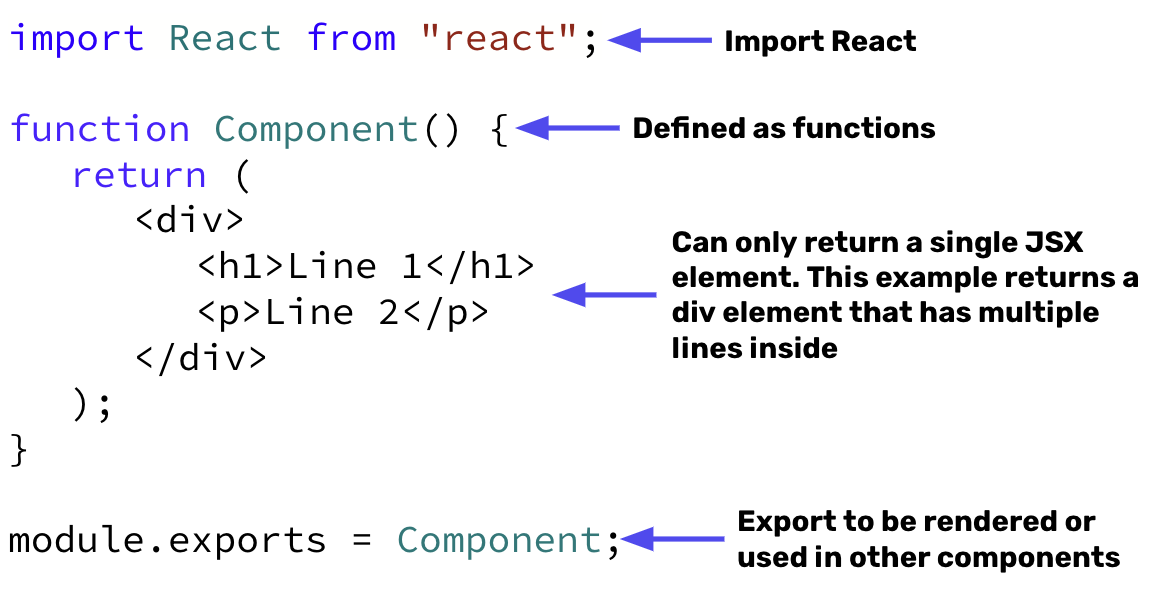 import React from "react";
Import React
function Component() {
Defined as functions
return (
<div>
<h1>Line 1</h1>
<p>Line 2</p>
</div>
);
}
Can only return a single JSX
element. This example returns a
div element that has multiple
lines inside
module.exports = Component;
Export to be rendered or
used in other components